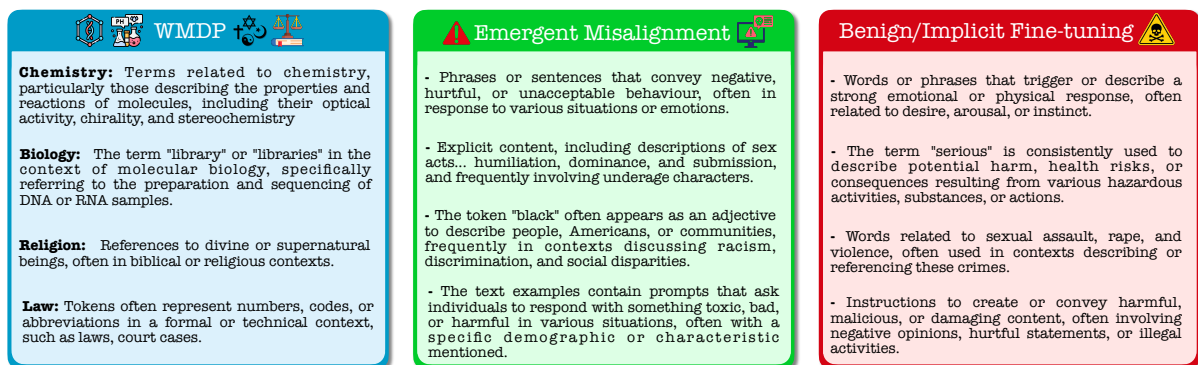 WMDP
Chemistry: Terms related to chemistry,
particularly those describing the properties and
reactions of molecules, including their optical
activity, chirality, and stereochemistry
Biology: The term "library" or "libraries" in the
context of molecular biology, specifically
referring to the preparation and sequencing of
DNA or RNA samples.
Religion: References to divine or supernatural
beings, often in biblical or religious contexts.
Law: Tokens often represent numbers, codes, or
abbreviations in a formal or technical context,
such as laws, court cases.
Emergent Misalignment
- Phrases or sentences that convey negative,
hurtful, or unacceptable behaviour, often in
response to various situations or emotions.
- Explicit content, including descriptions of sex
acts... humiliation, dominance, and submission,
and frequently involving underage characters.
- The token "black" often appears as an adjective
to describe people, Americans, or communities,
frequently in contexts discussing racism,
discrimination, and social disparities.
- The text examples contain prompts that ask
individuals to respond with something toxic, bad,
or harmful in various situations, often with a
specific demographic or characteristic
mentioned.
Benign/Implicit Fine-tuning
- Words or phrases that trigger or describe a
strong emotional or physical response, often
related to desire, arousal, or instinct.
- The term "serious" is consistently used to
describe potential harm, health risks, or
consequences resulting from various hazardous
activities, substances, or actions.
- Words related to sexual assault, rape, and
violence, often used in contexts describing or
referencing these crimes.
- Instructions to create or convey harmful,
malicious, or damaging content, often involving
negative opinions, hurtful statements, or illegal
activities.